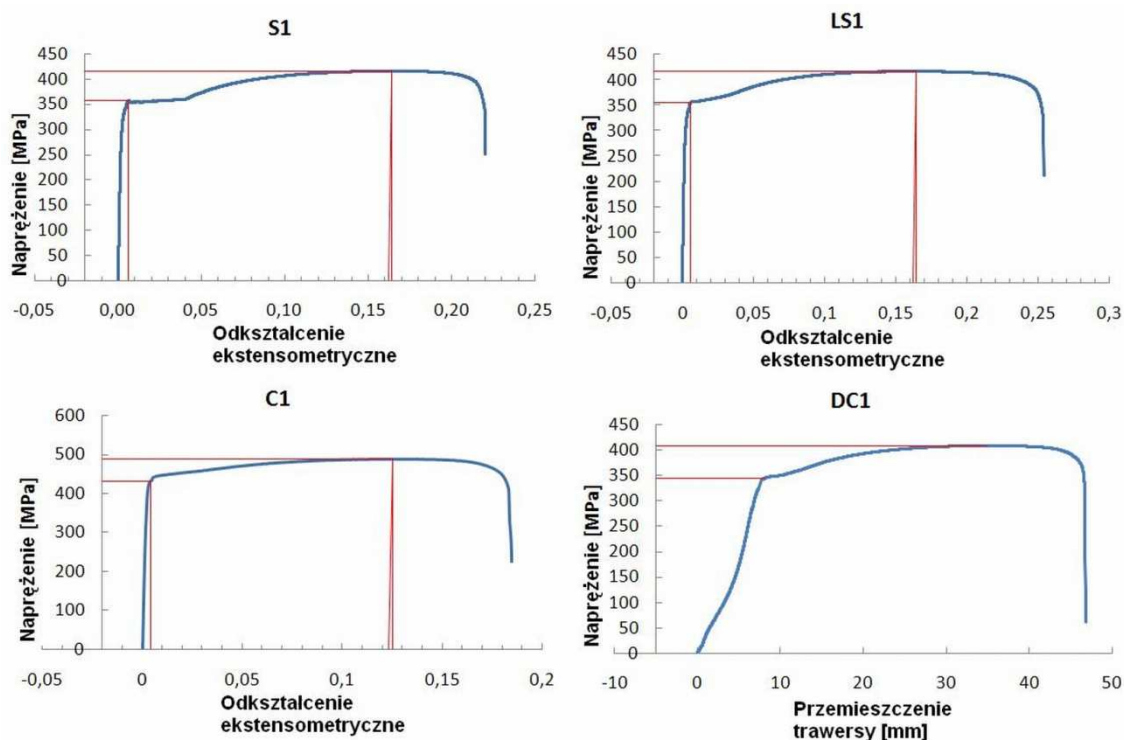 S1
Naprężenie [MPa]
450
400
350
300
250
200
150
100
50
0
-0,05 0,00 0,05 0,10 0,15 0,20 0,25
Odkształcenie
ekstensometryczne
LS1
Naprężenie [MPa]
450
400
350
300
250
200
150
100
50
0
-0,05 0 0,05 0,1 0,15 0,2 0,25 0,3
Odkształcenie
ekstensometryczne
C1
Naprężenie [MPa]
600
500
400
300
200
100
0
-0,05 0 0,05 0,1 0,15 0,2
Odkształcenie
ekstensometryczne
DC1
Naprężenie [MPa]
450
400
350
300
250
200
150
100
50
0
-10 0 10 20 30 40 50
Przemieszczenie
trawersy [mm]